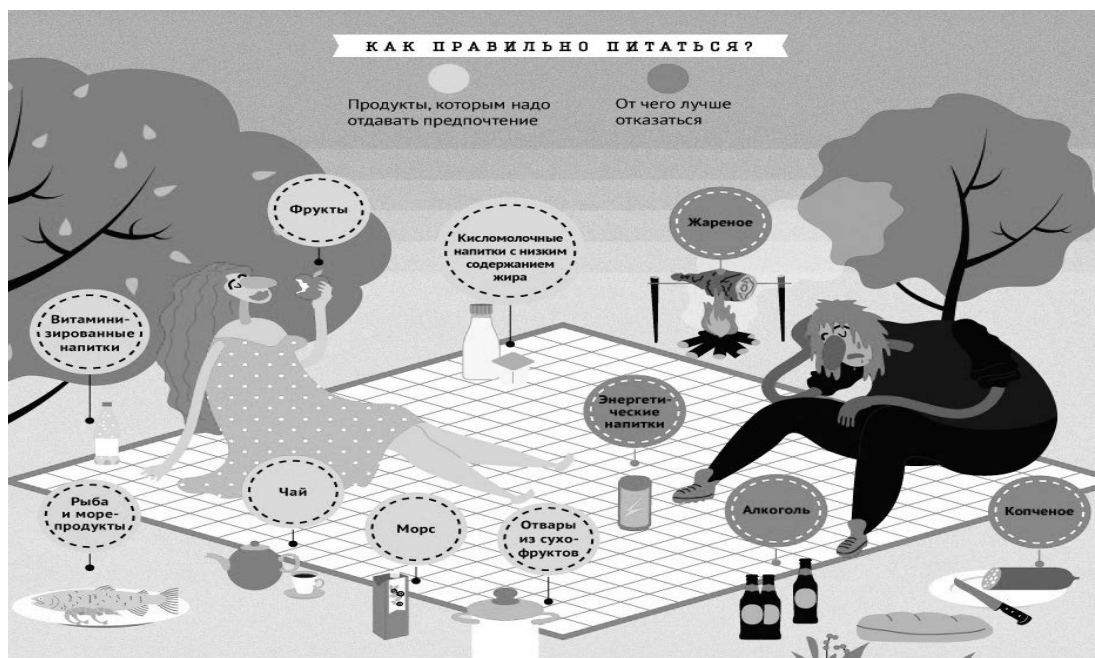 КАК ПРАВИЛЬНО ПИТАТЬСЯ?
Продукты, которым надо
отдавать предпочтение
От чего лучше
отказаться
Фрукты
Кисломолочные
напитки с низким
содержанием
жира
Жареное
Витамини-
зированные
напитки
Энергети-
ческие
напитки
Рыба
и море-
продукты
Чай
Морс
Отвары
из сухо-
фруктов
Алкоголь
Копченое